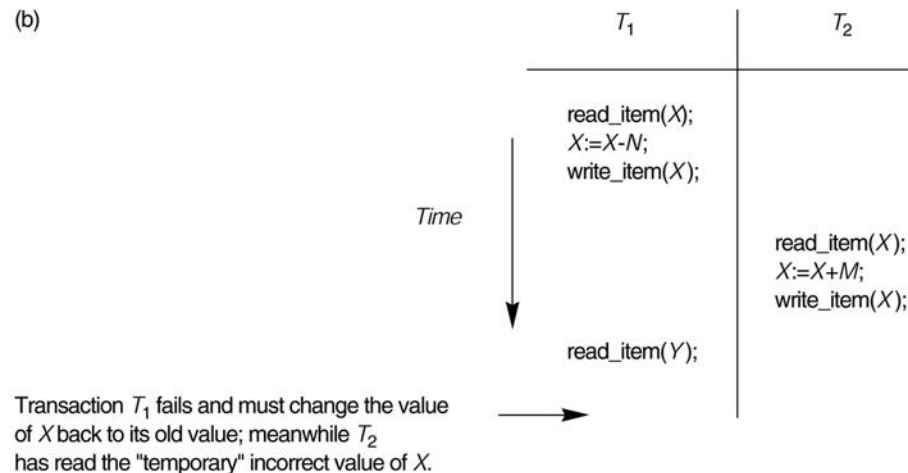 (b)
T1 T2
read_item(X);
X:=X-N;
write_item(X);
Time
read_item(X);
X:=X+M;
write_item(X);
read_item(Y);
Transaction T1 fails and must change the value
of X back to its old value; meanwhile T2
has read the "temporary" incorrect value of X.